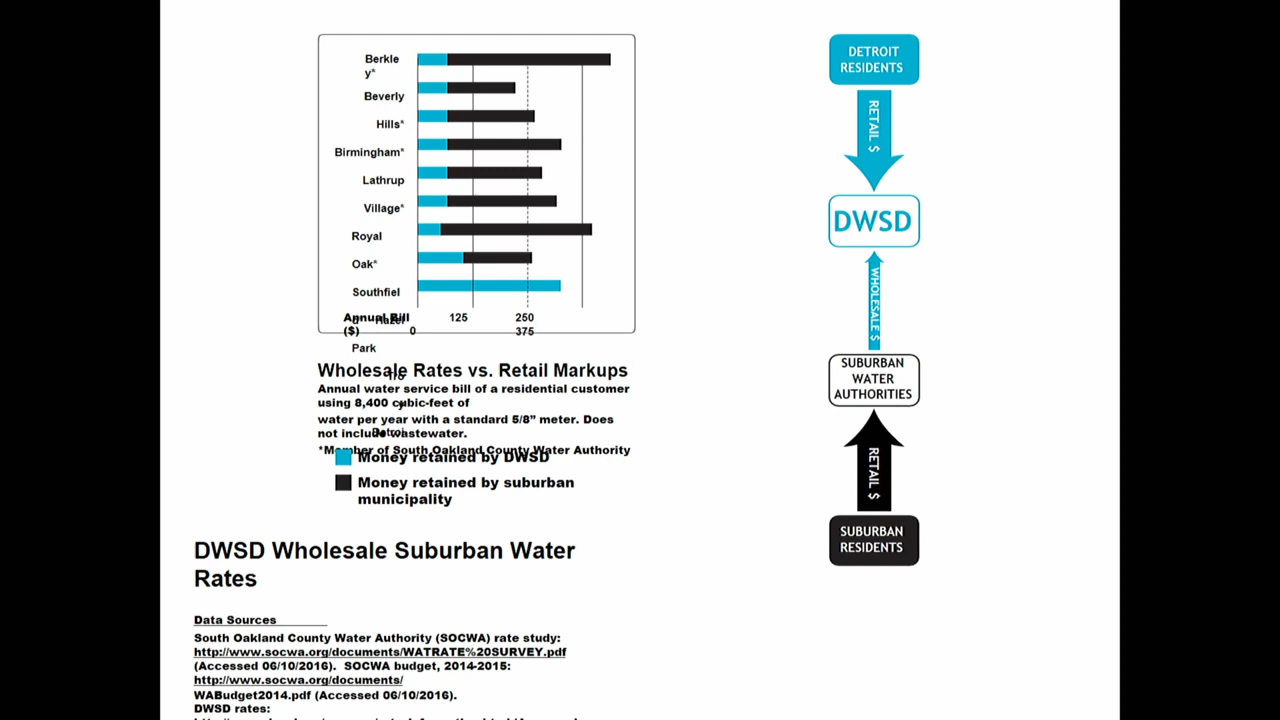 Berkle
y*
Beverly
Hills*
Birmingham*
Lathrup
Village*
Royal
Oak*
Southfiel
Annual Bill
($)
0
125
250
375
Park
Wholesale Rates vs. Retail Markups
Annual water service bill of a residential customer
using 8,400 cubic-feet of
water per year with a standard 5/8” meter. Does
not include wastewater.
*Member of South Oakland County Water Authority
Money retained by DWSD
Money retained by suburban
municipality
DWSD Wholesale Suburban Water
Rates
Data Sources
South Oakland County Water Authority (SOCWA) rate study:
http://www.socwa.org/documents/WATRATE%20SURVEY.pdf
(Accessed 06/10/2016). SOCWA budget, 2014-2015:
http://www.socwa.org/documents/
WABudget2014.pdf (Accessed 06/10/2016).
DWSD rates:
DETROIT
RESIDENTS
RETAIL $
DWSD
WHOLESALE $
SUBURBAN
WATER
AUTHORITIES
RETAIL $
SUBURBAN
RESIDENTS